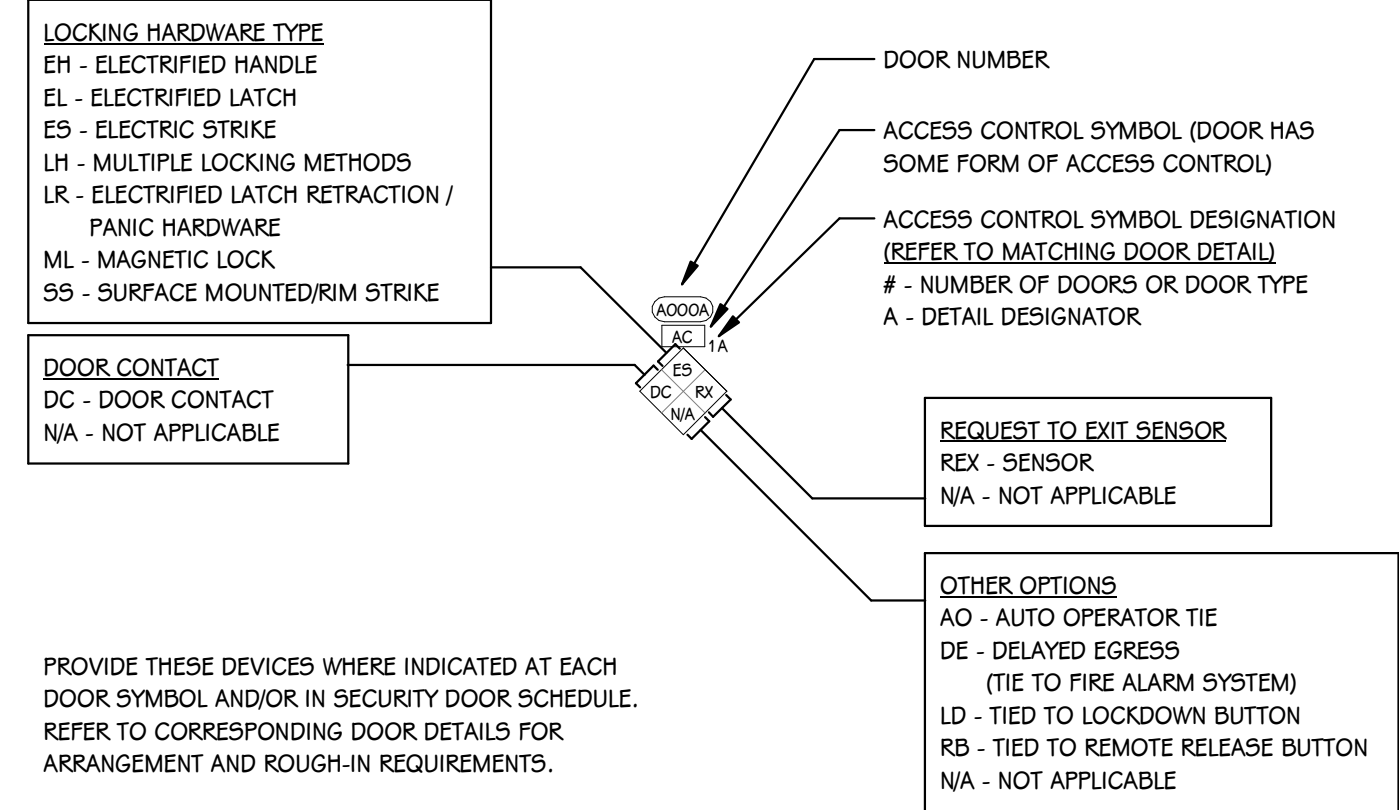 LOCKING HARDWARE TYPE
EH - ELECTRIFIED HANDLE
EL - ELECTRIFIED LATCH
ES - ELECTRIC STRIKE
LH - MULTIPLE LOCKING METHODS
LR - ELECTRIFIED LATCH RETRACTION /
PANIC HARDWARE
ML - MAGNETIC LOCK
SS - SURFACE MOUNTED/RIM STRIKE
DOOR CONTACT
DC - DOOR CONTACT
N/A - NOT APPLICABLE
DOOR NUMBER
ACCESS CONTROL SYMBOL (DOOR HAS
SOME FORM OF ACCESS CONTROL)
ACCESS CONTROL SYMBOL DESIGNATION
(REFER TO MATCHING DOOR DETAIL)
# - NUMBER OF DOORS OR DOOR TYPE
A - DETAIL DESIGNATOR
A000A
AC
1A
ES
DC RX
N/A
REQUEST TO EXIT SENSOR
REX - SENSOR
N/A - NOT APPLICABLE
OTHER OPTIONS
AO - AUTO OPERATOR TIE
DE - DELAYED EGRESS
(TIE TO FIRE ALARM SYSTEM)
LD - TIED TO LOCKDOWN BUTTON
RB - TIED TO REMOTE RELEASE BUTTON
N/A - NOT APPLICABLE
PROVIDE THESE DEVICES WHERE INDICATED AT EACH
DOOR SYMBOL AND/OR IN SECURITY DOOR SCHEDULE.
REFER TO CORRESPONDING DOOR DETAILS FOR
ARRANGEMENT AND ROUGH-IN REQUIREMENTS.